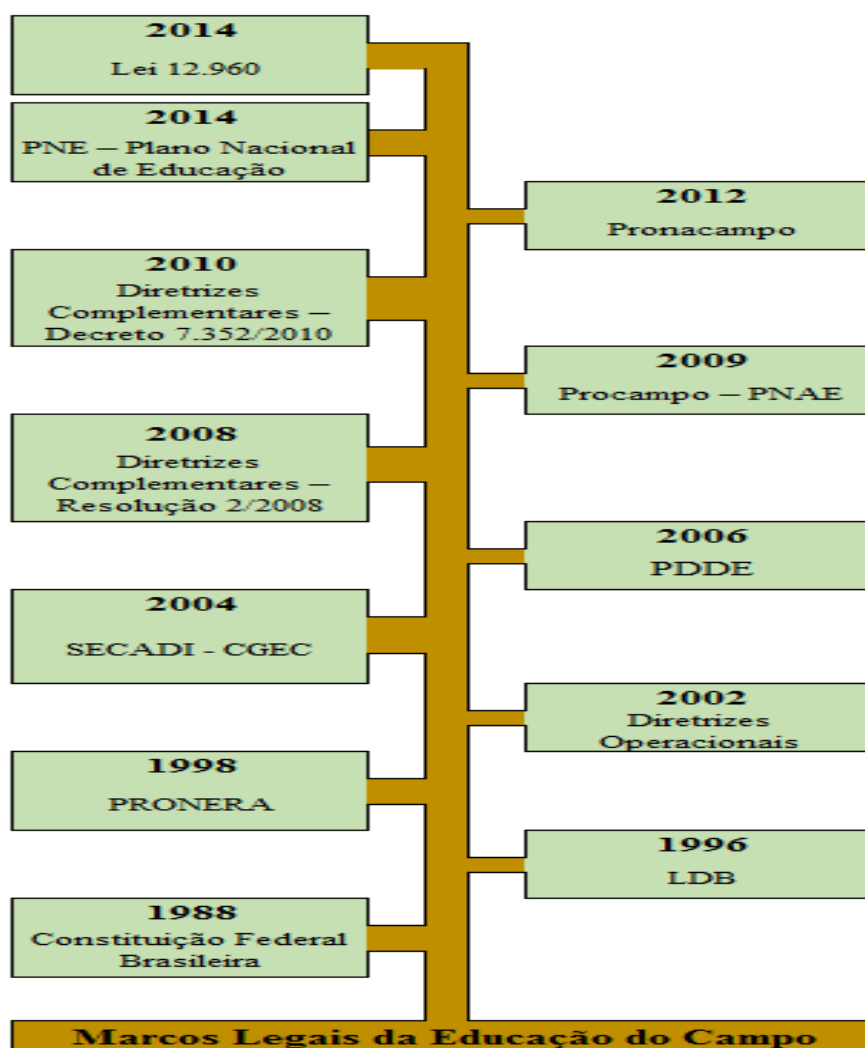 2014
Lei 12.960
2014
PNE – Plano Nacional
de Educação
2012
Pronacampo
2010
Diretrizes
Complementares –
Decreto 7.352/2010
2009
Procampo – PNAE
2008
Diretrizes
Complementares –
Resolução 2/2008
2006
PDDE
2004
SECADI - CGEC
2002
Diretrizes
Operacionais
1998
PRONERA
1996
LDB
1988
Constituição Federal
Brasileira
Marcos Legais da Educação do Campo